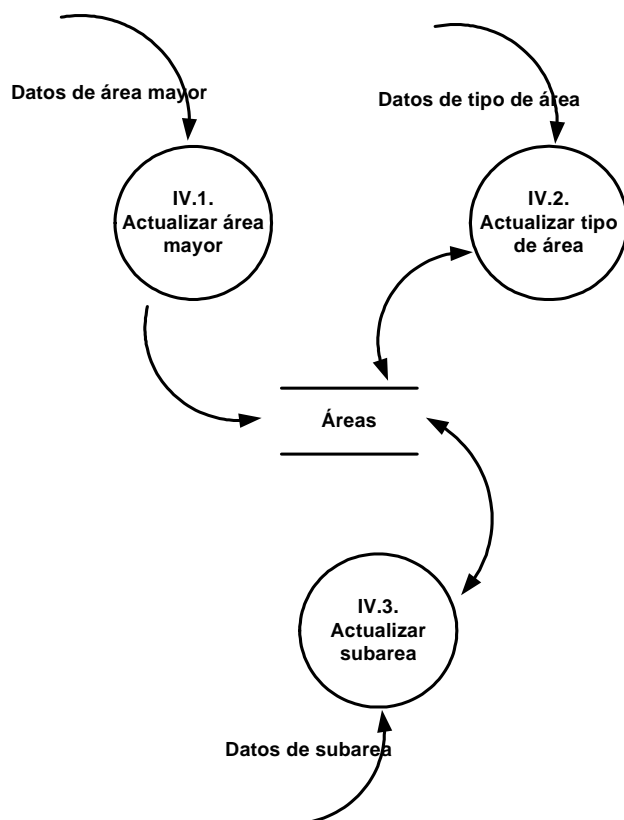 Datos de área mayor
Datos de tipo de área
IV.1.
Actualizar área
mayor
IV.2.
Actualizar tipo
de área
Áreas
IV.3.
Actualizar
subarea
Datos de subarea